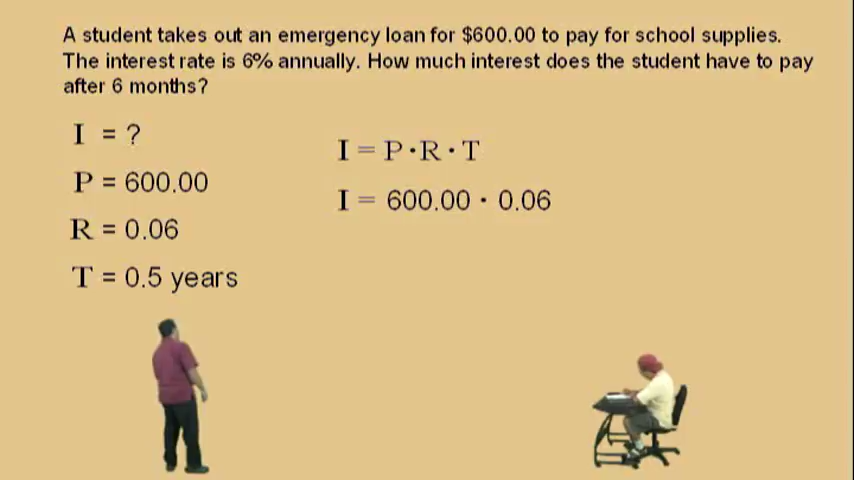 A student takes out an emergency loan for $600.00 to pay for school supplies.
The interest rate is 6% annually. How much interest does the student have to pay
after 6 months?
I = ?
P = 600.00
R = 0.06
T = 0.5 years
I = P · R · T
I = 600.00 · 0.06